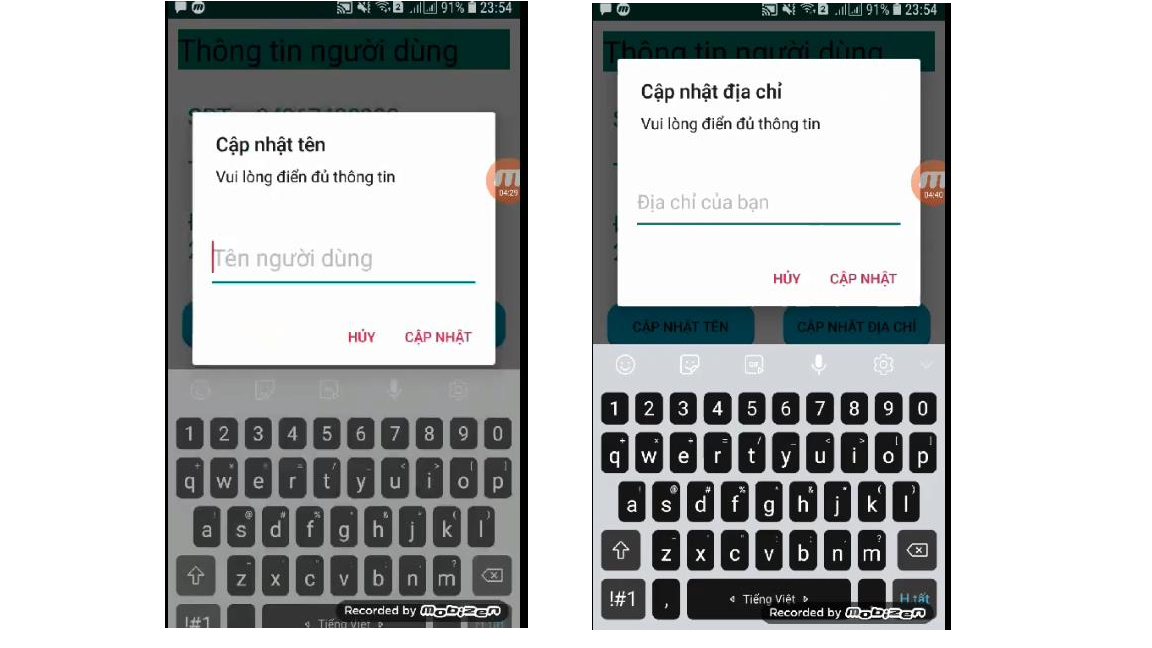 91% 23:54
Thông tin người dùng
Cập nhật tên
Vui lòng điển đủ thông tin
04:29
Tên người dùng
HỦY CẬP NHẬT
1 2 3 4 5 6 7 8 9 0
q w e r t y u i o p
a s d f g h j k l
z x c v b n m
!#1 Tiếng Việt H.tất
Recorded by MOBIZEN
91% 23:54
Thông tin người dùng
Cập nhật địa chỉ
Vui lòng điển đủ thông tin
04:40
Địa chỉ của bạn
HỦY CẬP NHẬT
CẬP NHẬT TÊN CẬP NHẬT ĐỊA CHỈ
1 2 3 4 5 6 7 8 9 0
q w e r t y u i o p
a s d f g h j k l
z x c v b n m
!#1 , Tiếng Việt H.tất
Recorded by MOBIZEN